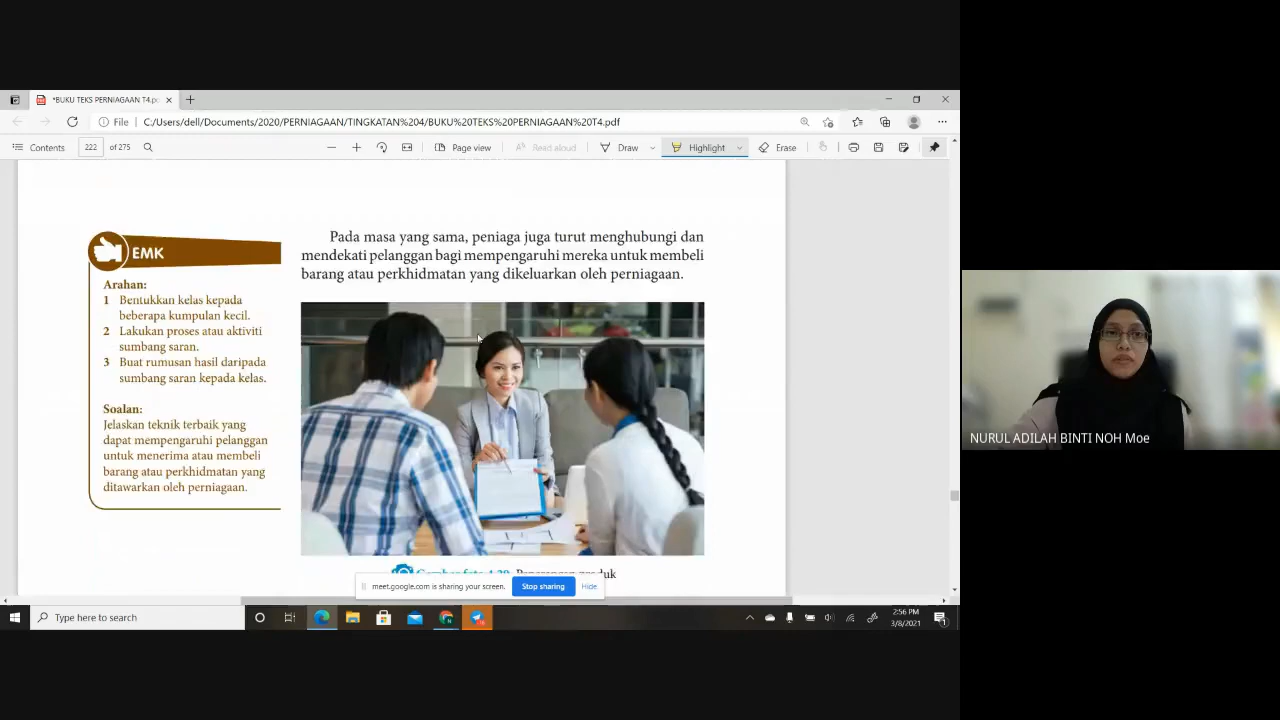 *BUKU TEKS PERNIAGAAN T4.pd
File
C:/Users/dell/Documents/2020/PERNIAGAAN/TINGKATAN%204/BUKU%20TEKS%20PERNIAGAAN%20T4.pdf
Contents
222
of 275
Page view
Read aloud
Draw
Highlight
Erase
EMK
Arahan:
1 Bentukkan kelas kepada
beberapa kumpulan kecil.
2 Lakukan proses atau aktiviti
sumbang saran.
3 Buat rumusan hasil daripada
sumbang saran kepada kelas.
Soalan:
Jelaskan teknik terbaik yang
dapat mempengaruhi pelanggan
untuk menerima atau membeli
barang atau perkhidmatan yang
ditawarkan oleh perniagaan.
Pada masa yang sama, peniaga juga turut menghubungi dan
mendekati pelanggan bagi mempengaruhi mereka untuk membeli
barang atau perkhidmatan yang dikeluarkan oleh perniagaan.
meet.google.com is sharing your screen.
Stop sharing
Hide
Type here to search
2:56 PM
3/8/2021
NURUL ADILAH BINTI NOH Moe